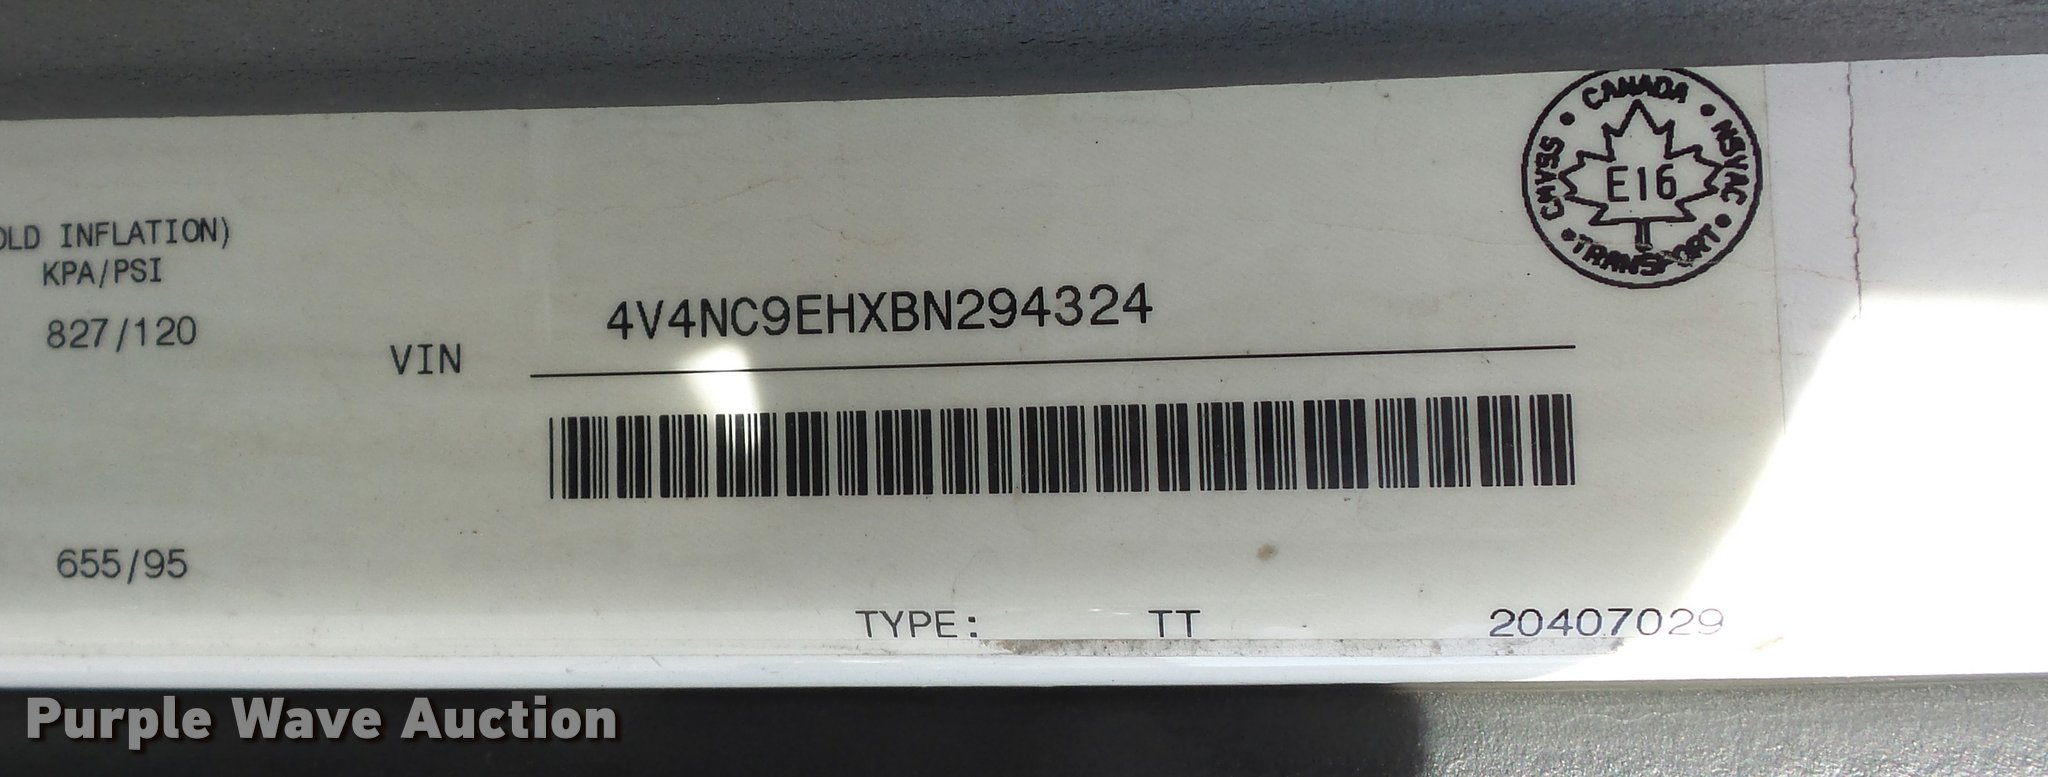 CANADA
NSVAC
TRANSPORT
CMVSS
E16
OLD INFLATION)
KPA/PSI
4V4NC9EHXBN294324
827/120
VIN
655/95
TYPE: TT 20407029
Purple Wave Auction